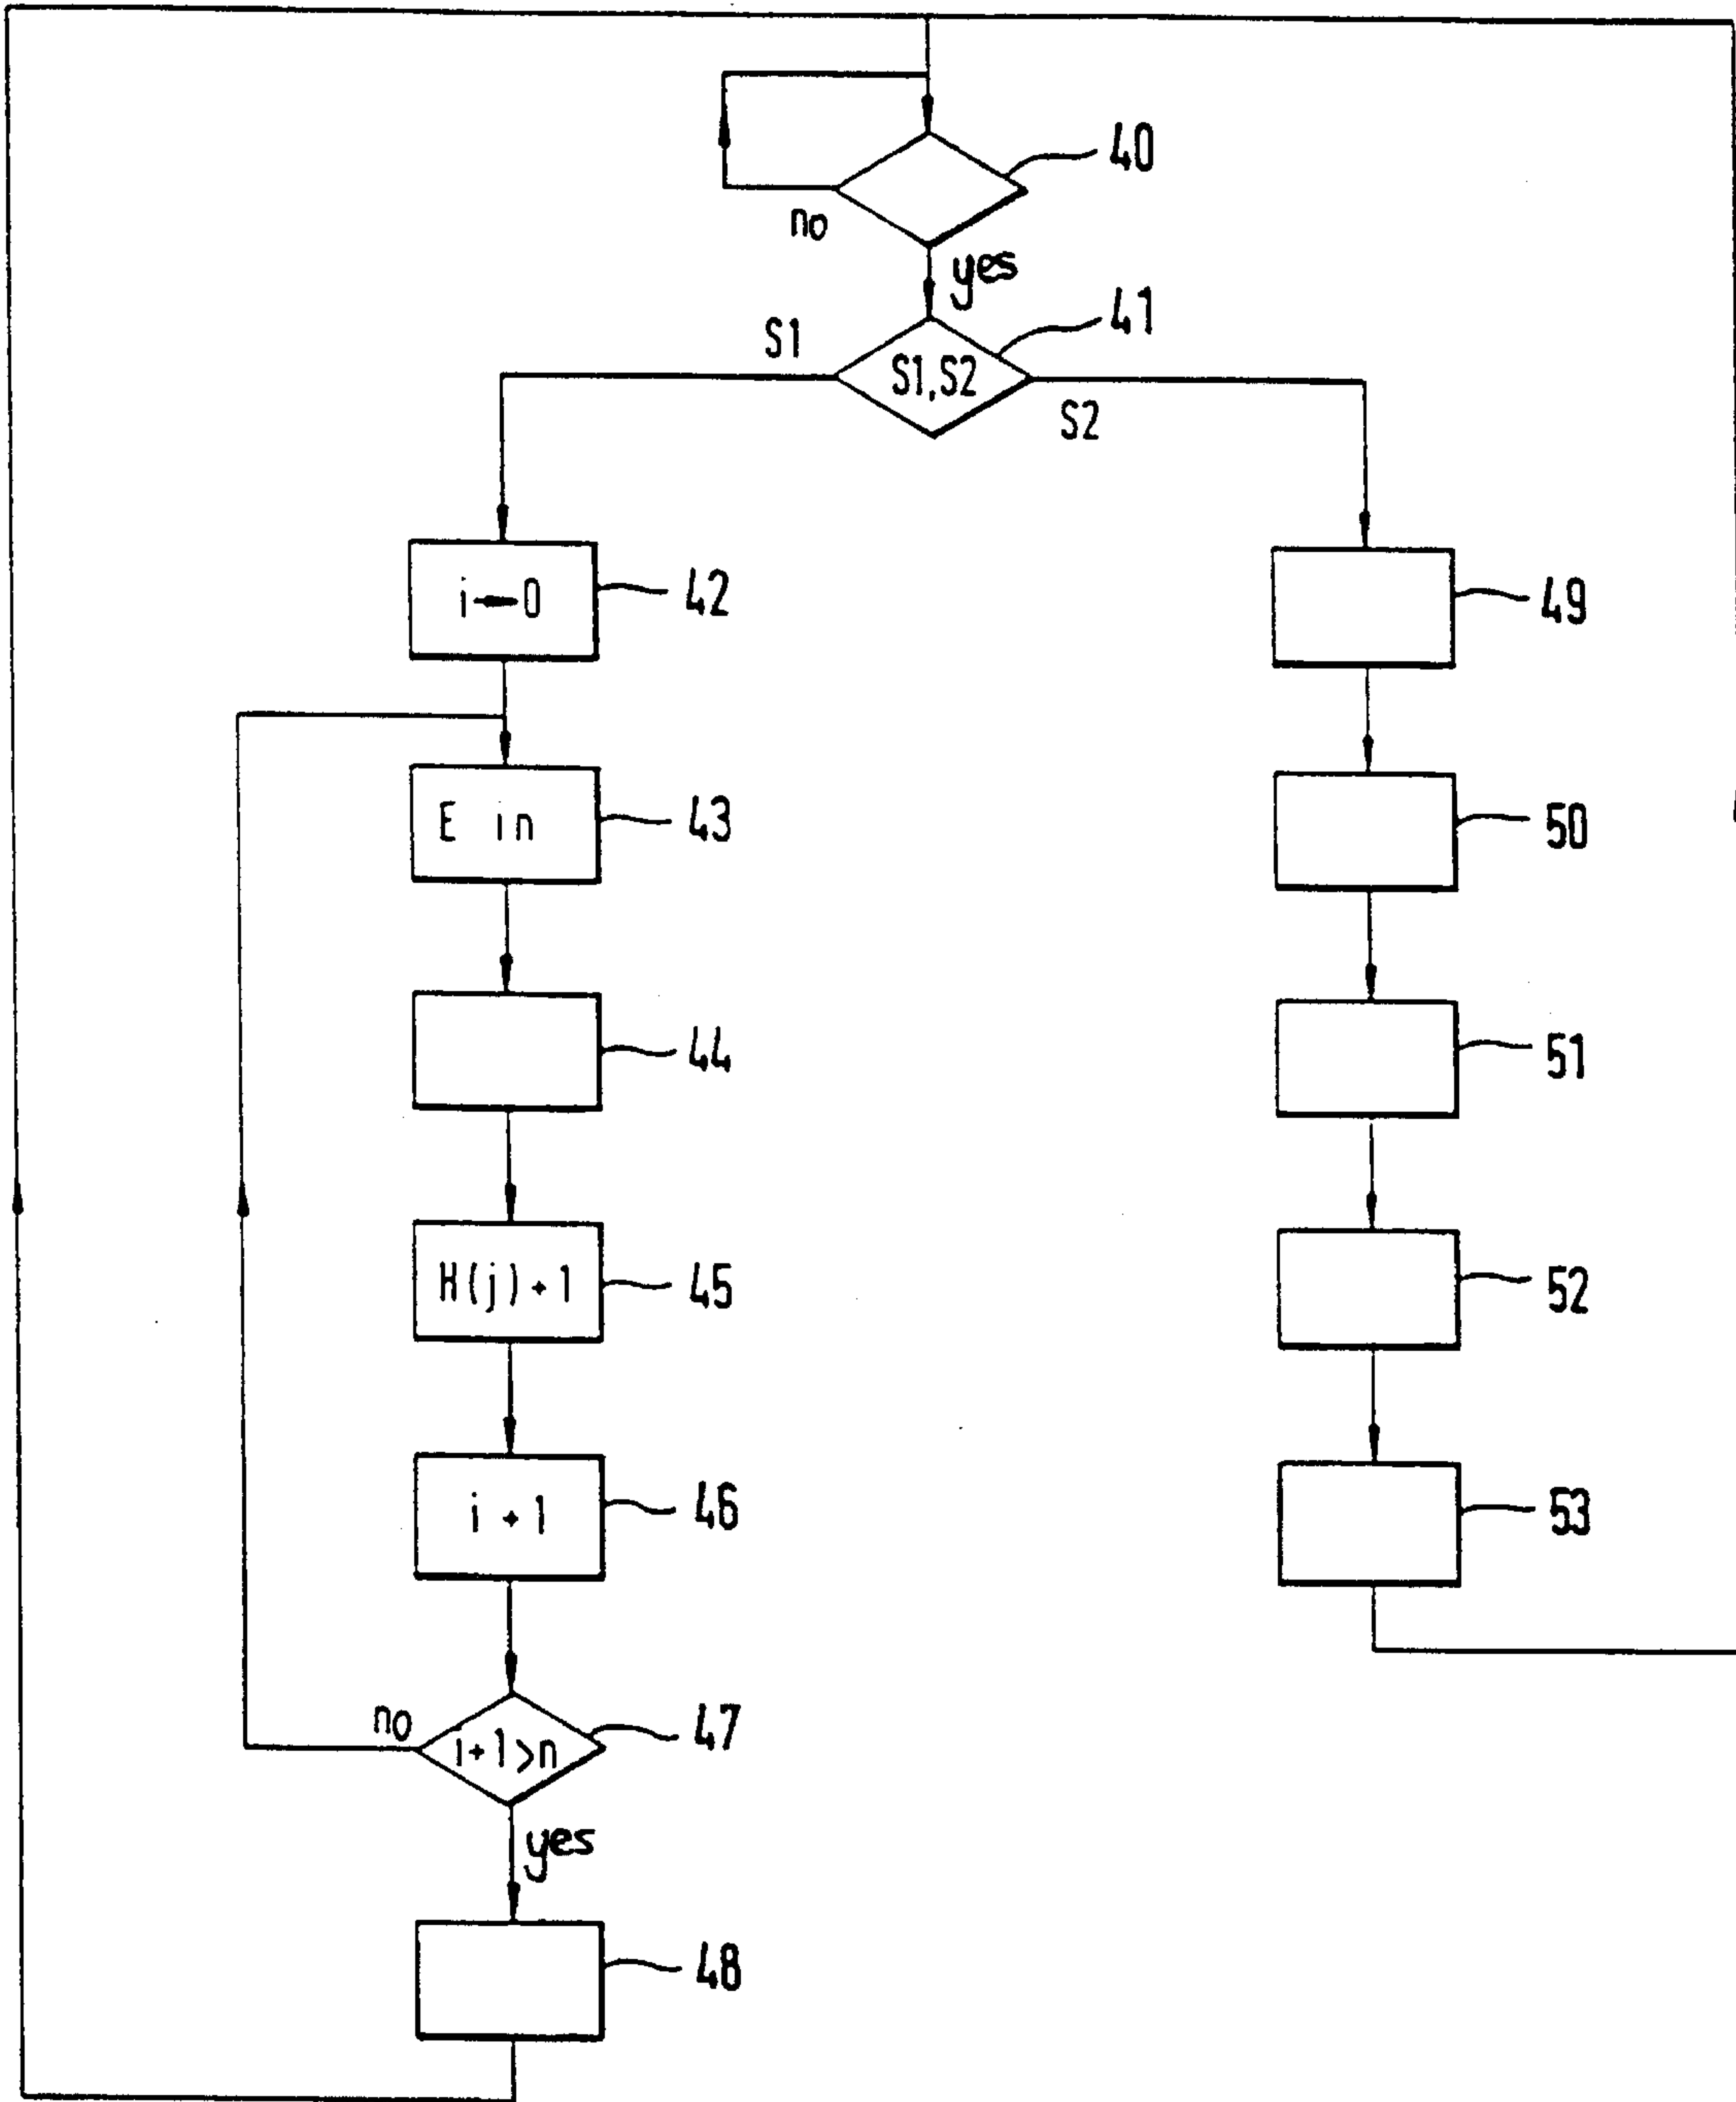 40
no
yes
41
S1
S1,S2
S2
i→0
42
49
E in
43
50
44
51
H(j)+1
45
52
i + 1
46
53
no
i+1>n
47
yes
48